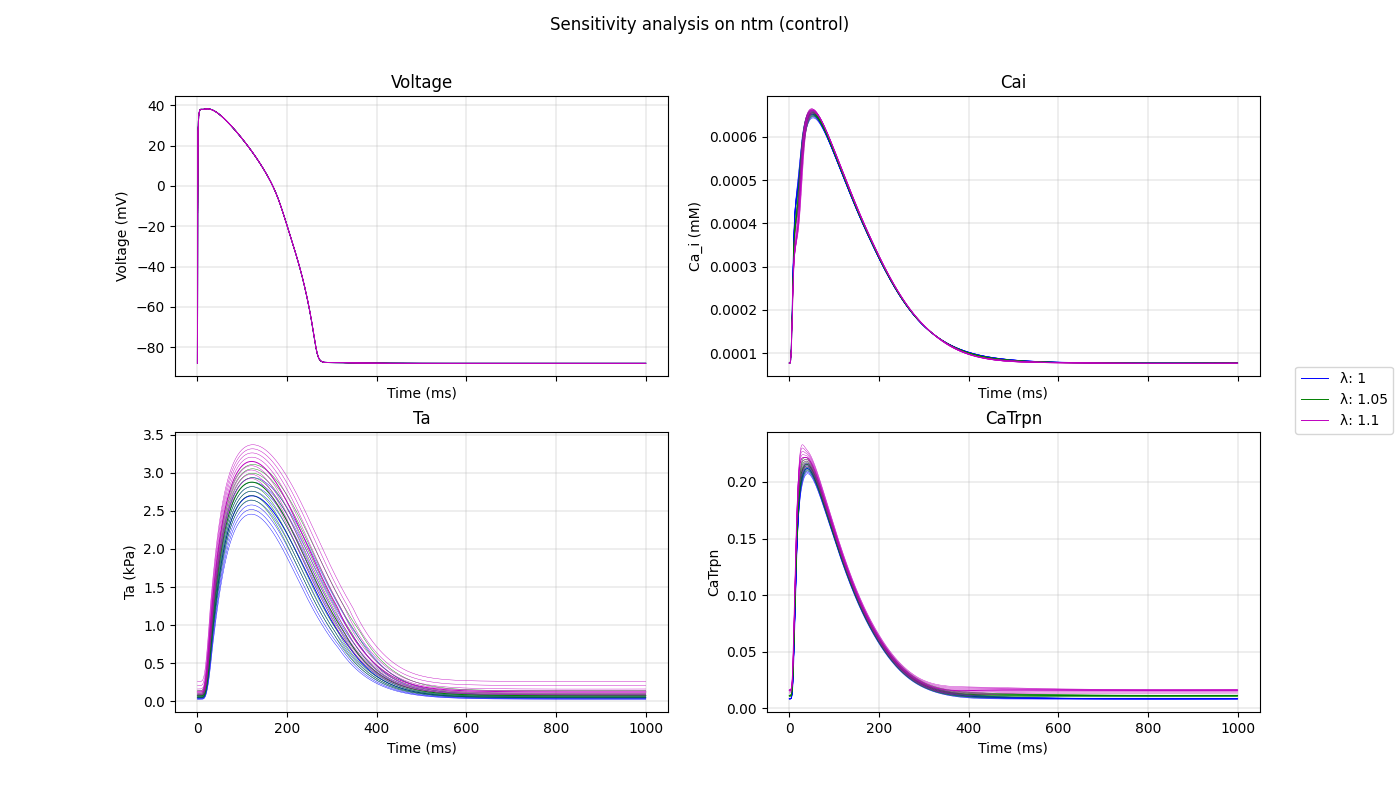 Sensitivity analysis on ntm (control)
Voltage
40
20
0
−20
−40
−60
−80
Voltage (mV)
Time (ms)
Cai
0.0006
0.0005
0.0004
0.0003
0.0002
0.0001
Ca_i (mM)
Time (ms)
λ: 1
λ: 1.05
λ: 1.1
Ta
3.5
3.0
2.5
2.0
1.5
1.0
0.5
0.0
Ta (kPa)
0 200 400 600 800 1000
Time (ms)
CaTrpn
0.20
0.15
0.10
0.05
0.00
CaTrpn
0 200 400 600 800 1000
Time (ms)